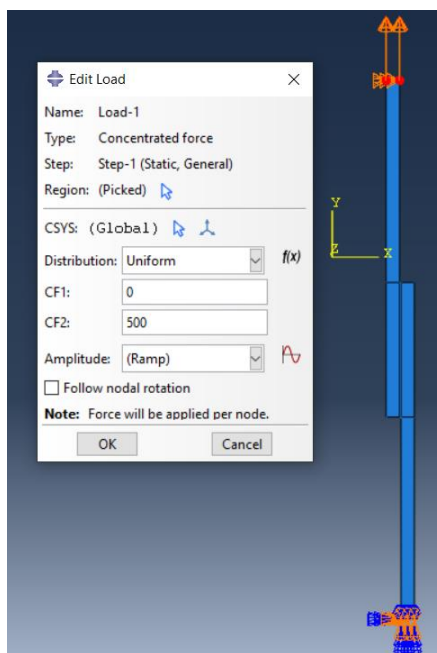 Edit Load
Name: Load-1
Type: Concentrated force
Step: Step-1 (Static, General)
Region: (Picked)
CSYS: (Global)
Distribution: Uniform f(x)
CF1: 0
CF2: 500
Amplitude: (Ramp)
Follow nodal rotation
Note: Force will be applied per node.
OK Cancel
Y
Z X